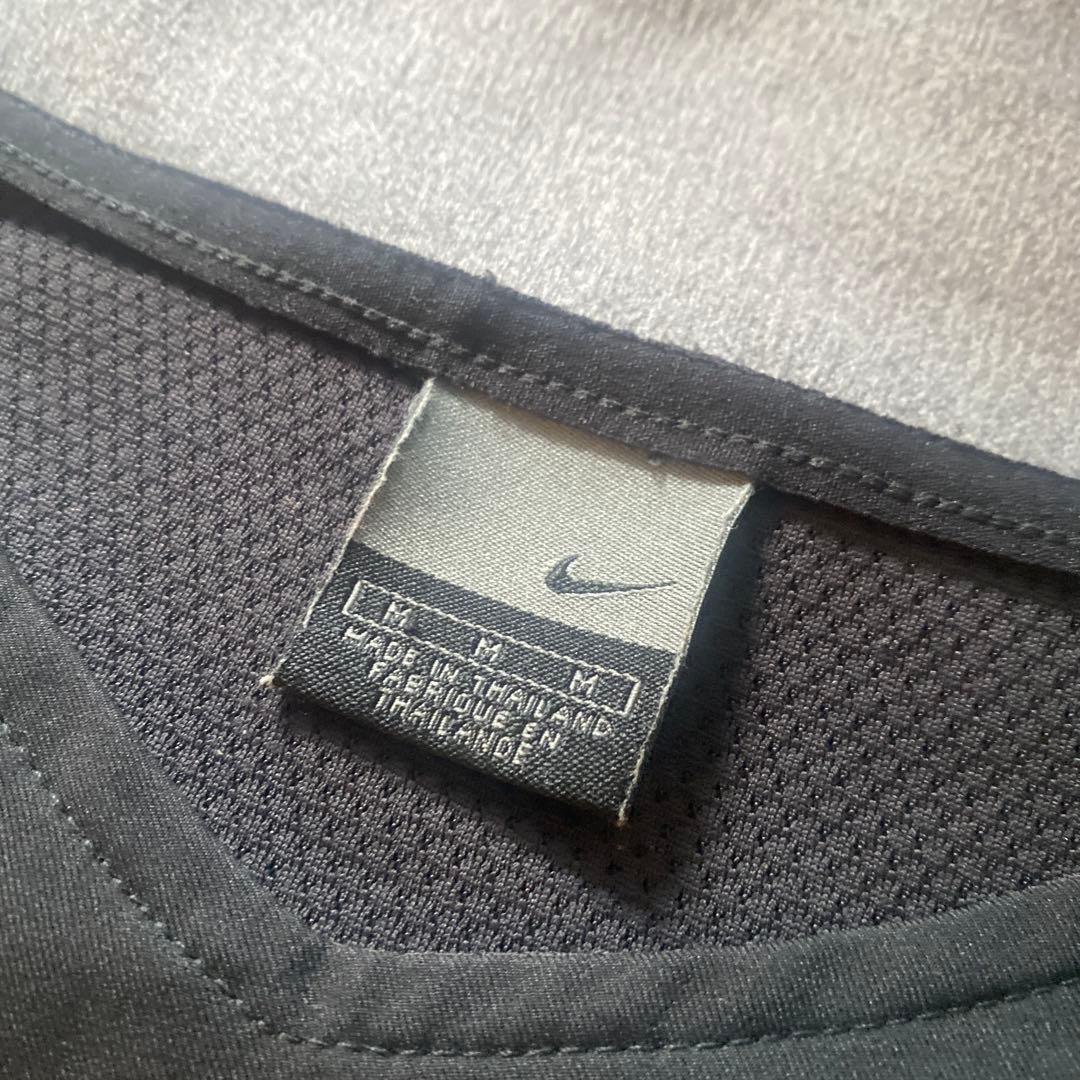 M M M
MADE IN THAILAND
FABRIQUE EN
THAILANDE